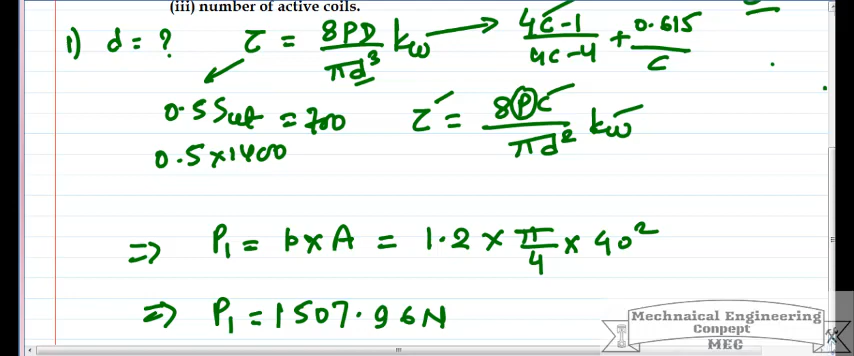 (iii) number of active coils.
1) d = ? τ = 8PD/πd³ kω → 4C-1/4C-4 + 0.615/C
0.5 Sut = 700 τ = 8PC/πd² kω
0.5×1400
⇒ P₁ = p×A = 1.2 × π/4 × 40²
⇒ P₁ = 1507.96N
Mechnaical Engineering
Conpept
MEC